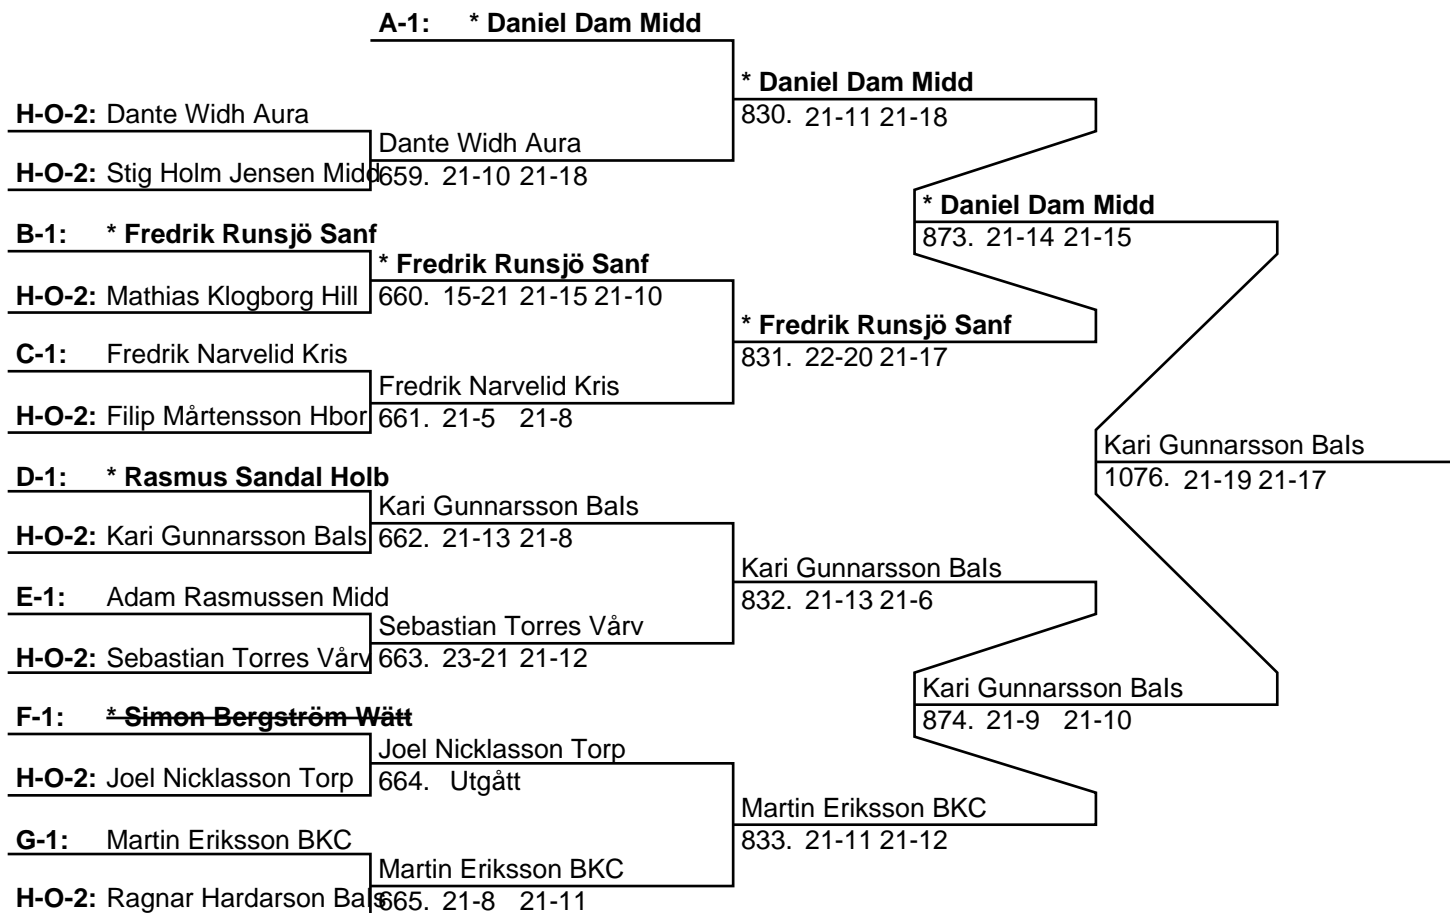 A-1: * Daniel Dam Midd
* Daniel Dam Midd
830. 21-11 21-18
H-O-2: Dante Widh Aura
Dante Widh Aura
H-O-2: Stig Holm Jensen Midd
659. 21-10 21-18
* Daniel Dam Midd
873. 21-14 21-15
B-1: * Fredrik Runsjö Sanf
* Fredrik Runsjö Sanf
H-O-2: Mathias Klogborg Hill
660. 15-21 21-15 21-10
* Fredrik Runsjö Sanf
831. 22-20 21-17
C-1: Fredrik Narvelid Kris
Fredrik Narvelid Kris
H-O-2: Filip Mårtensson Hbor
661. 21-5 21-8
Kari Gunnarsson BaIs
1076. 21-19 21-17
D-1: * Rasmus Sandal Holb
Kari Gunnarsson BaIs
H-O-2: Kari Gunnarsson BaIs
662. 21-13 21-8
Kari Gunnarsson BaIs
832. 21-13 21-6
E-1: Adam Rasmussen Midd
Sebastian Torres Vårv
H-O-2: Sebastian Torres Vårv
663. 23-21 21-12
Kari Gunnarsson BaIs
874. 21-9 21-10
F-1: * Simon Bergström Wätt
Joel Nicklasson Torp
H-O-2: Joel Nicklasson Torp
664. Utgått
Martin Eriksson BKC
833. 21-11 21-12
G-1: Martin Eriksson BKC
Martin Eriksson BKC
H-O-2: Ragnar Hardarson BaIs
665. 21-8 21-11